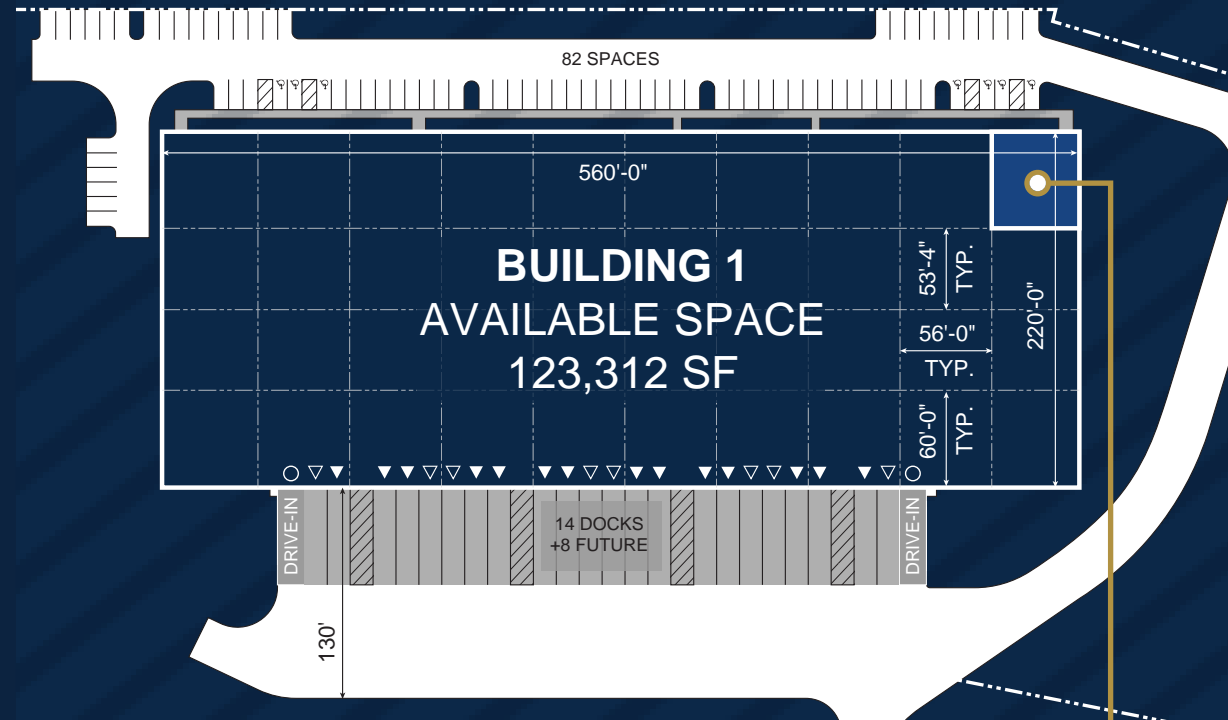 82 SPACES
560'-0"
BUILDING 1
AVAILABLE SPACE
123,312 SF
53'-4"
TYP.
220'-0"
56'-0"
TYP.
60'-0"
TYP.
DRIVE-IN
14 DOCKS
+8 FUTURE
DRIVE-IN
130'